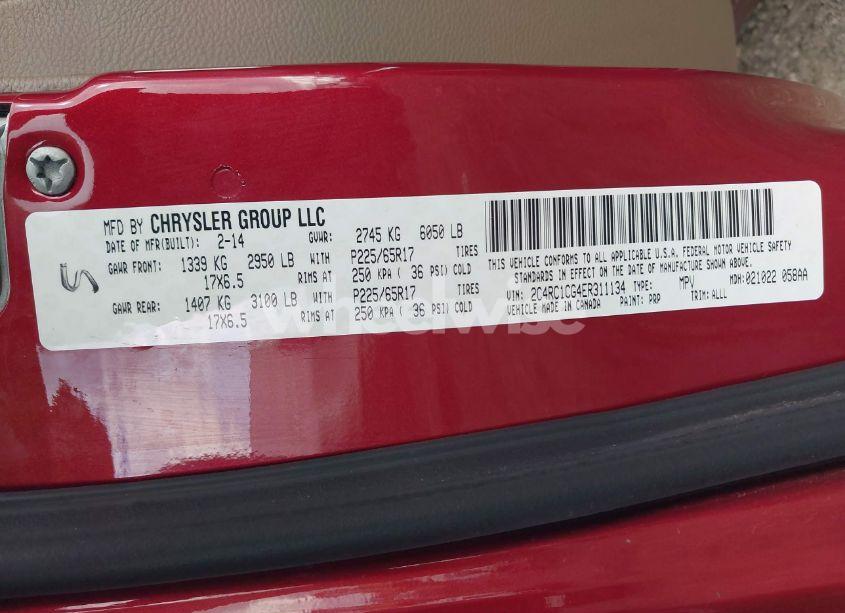 MFD BY CHRYSLER GROUP LLC
DATE OF MFR(BUILT): 2-14 GVWR: 2745 KG 6050 LB
GAWR FRONT: 1339 KG 2950 LB WITH P225/65R17 TIRES
17X6.5 RIMS AT 250 KPA ( 36 PSI) COLD
GAWR REAR: 1407 KG 3100 LB WITH P225/65R17 TIRES
17X6.5 RIMS AT 250 KPA ( 36 PSI) COLD
THIS VEHICLE CONFORMS TO ALL APPLICABLE U.S.A. FEDERAL MOTOR VEHICLE SAFETY
STANDARDS IN EFFECT ON THE DATE OF MANUFACTURE SHOWN ABOVE.
VIN: 2C4RC1CG4ER311134 TYPE: MPV MDH: 021022 058AA
VEHICLE MADE IN CANADA PAINT: PRP TRIM: ALLL
wheelwise